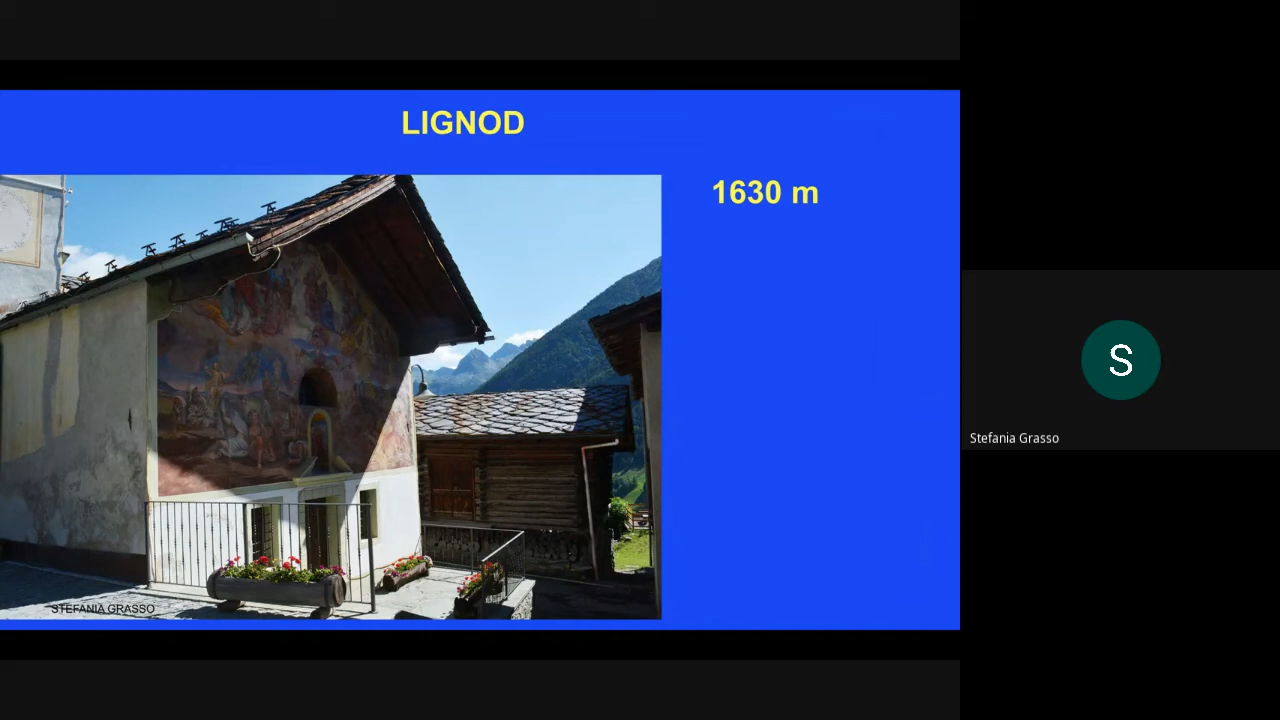 LIGNOD
1630 m
STEFANIA GRASSO
S
Stefania Grasso